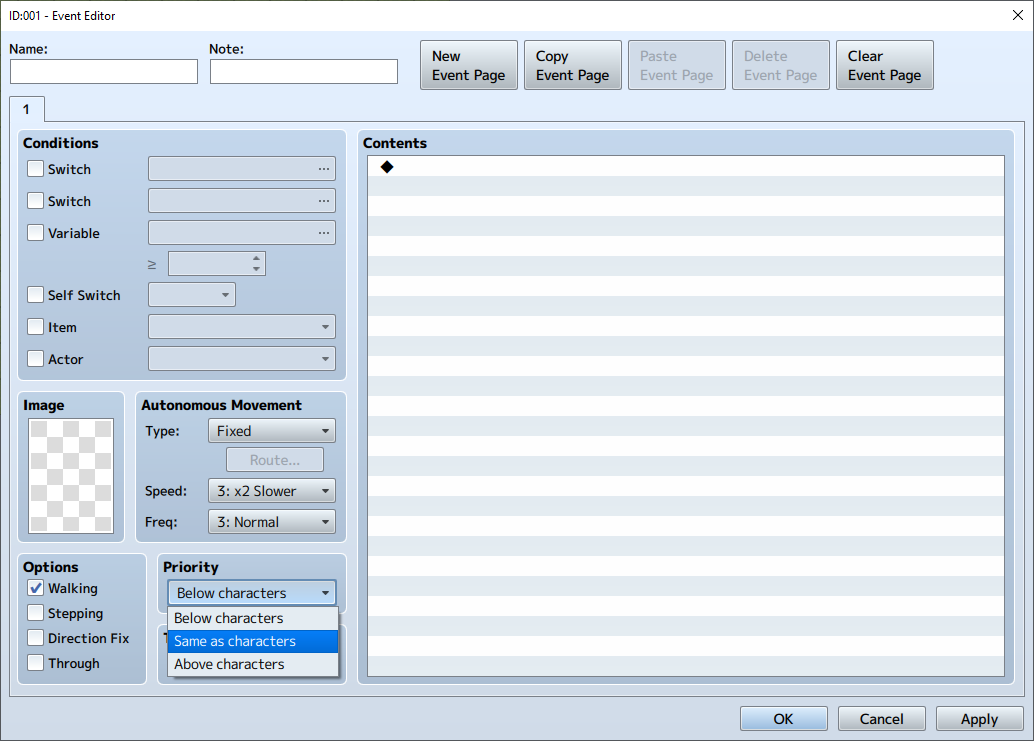 ID:001 - Event Editor
Name:
Note:
New
Event Page
Copy
Event Page
Paste
Event Page
Delete
Event Page
Clear
Event Page
1
Conditions
Switch
...
Switch
...
Variable
...
≥
Self Switch
Item
Actor
Image
Autonomous Movement
Type: Fixed
Route...
Speed: 3: x2 Slower
Freq: 3: Normal
Options
Walking
Stepping
Direction Fix
Through
Priority
Below characters
Below characters
Same as characters
Above characters
Contents
◆
OK
Cancel
Apply